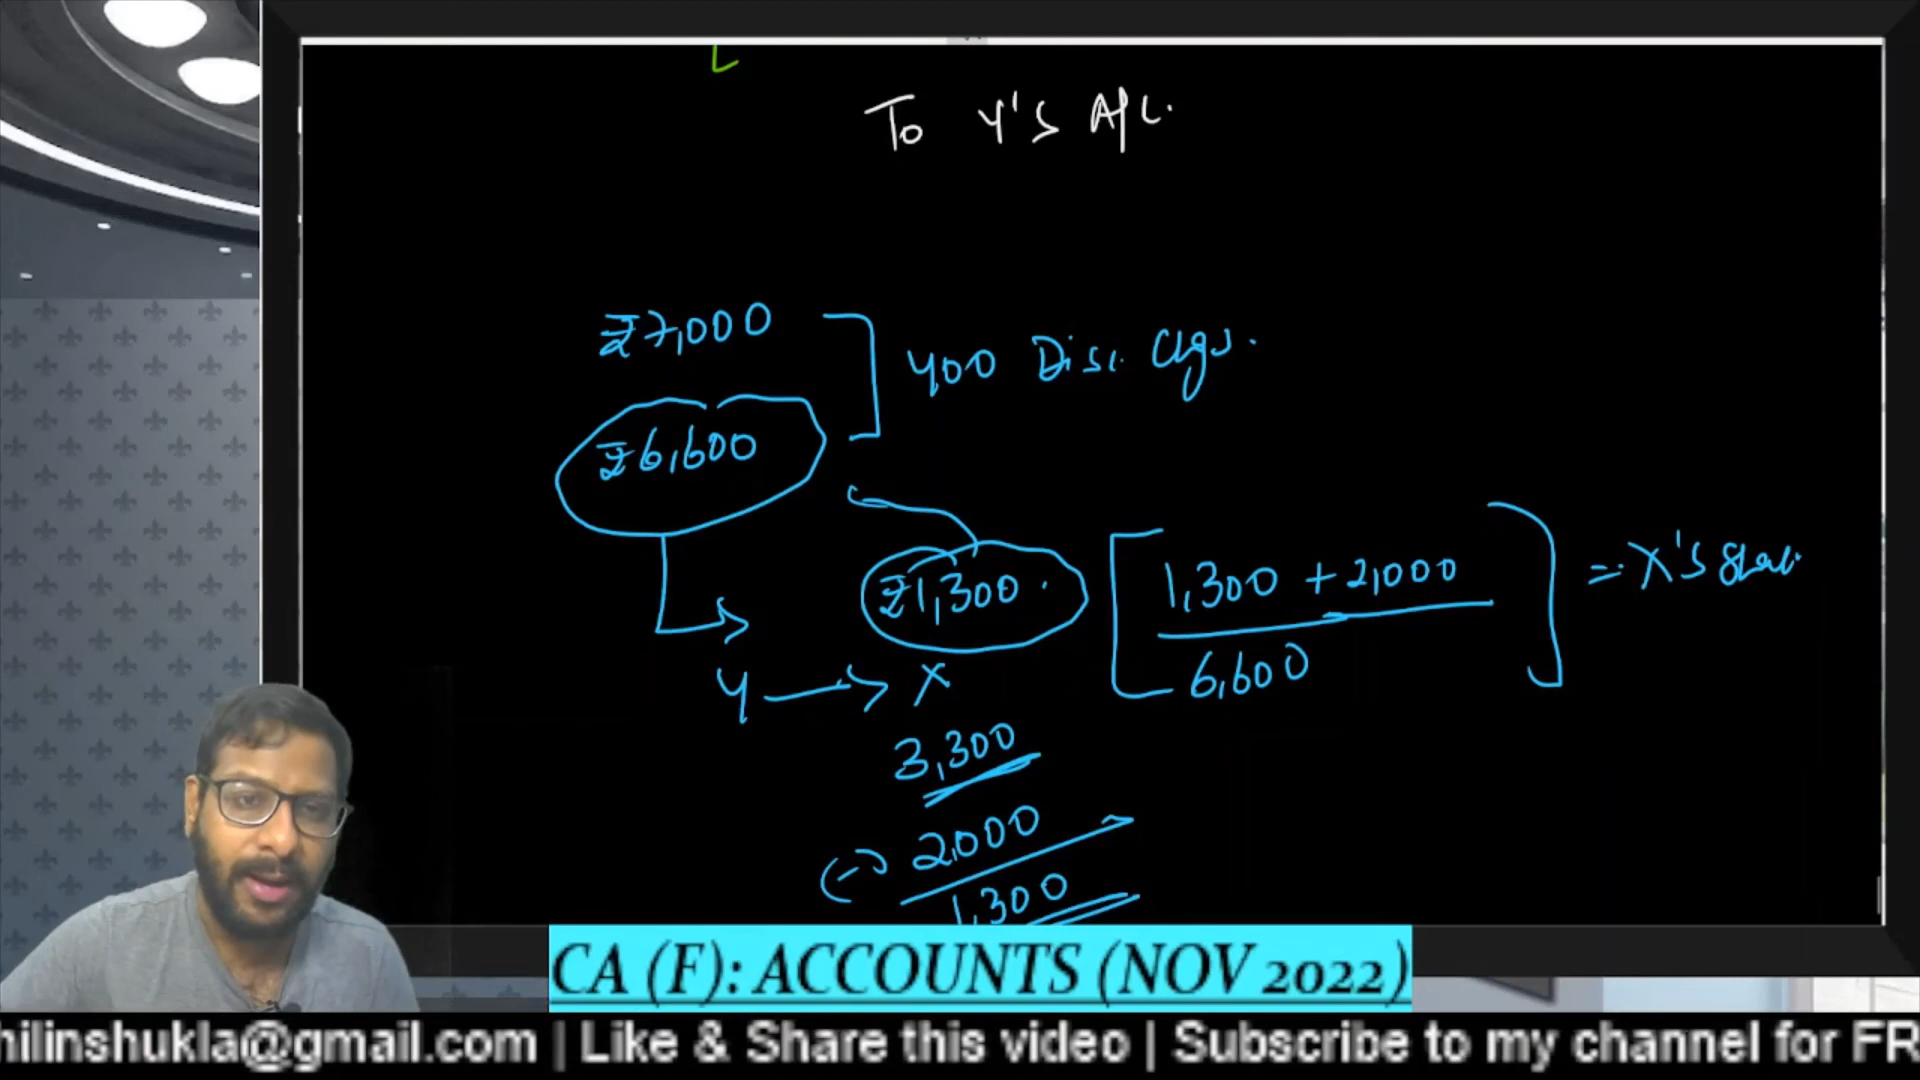 To Y's A/c.
₹7,000
400 Disc. Chgs.
₹6,600
₹1,300.
1,300 + 2,000
6,600
= X's Shar.
Y → X
3,300
(-) 2,000
1,300
CA (F): ACCOUNTS (NOV 2022)
hilinshukla@gmail.com | Like & Share this video | Subscribe to my channel for FR